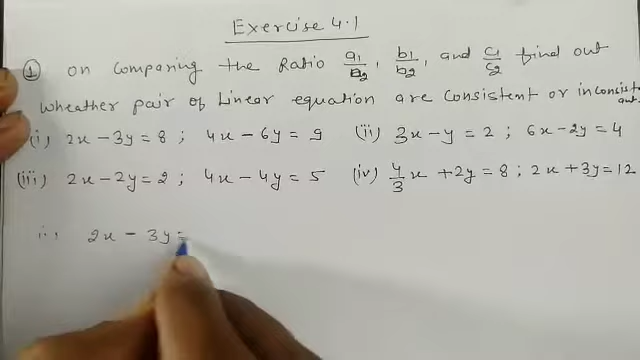 Exercise 4.1
① on Comparing the Ratio a1/a2, b1/b2, and c1/c2 find out
wheather pair of Linear equation are Consistent or inconsist
ant.
(i) 2x - 3y = 8 ; 4x - 6y = 9 (ii) 3x - y = 2 ; 6x - 2y = 4
(iii) 2x - 2y = 2 ; 4x - 4y = 5 (iv) 4/3 x + 2y = 8 ; 2x + 3y = 12
(i) 2x - 3y =